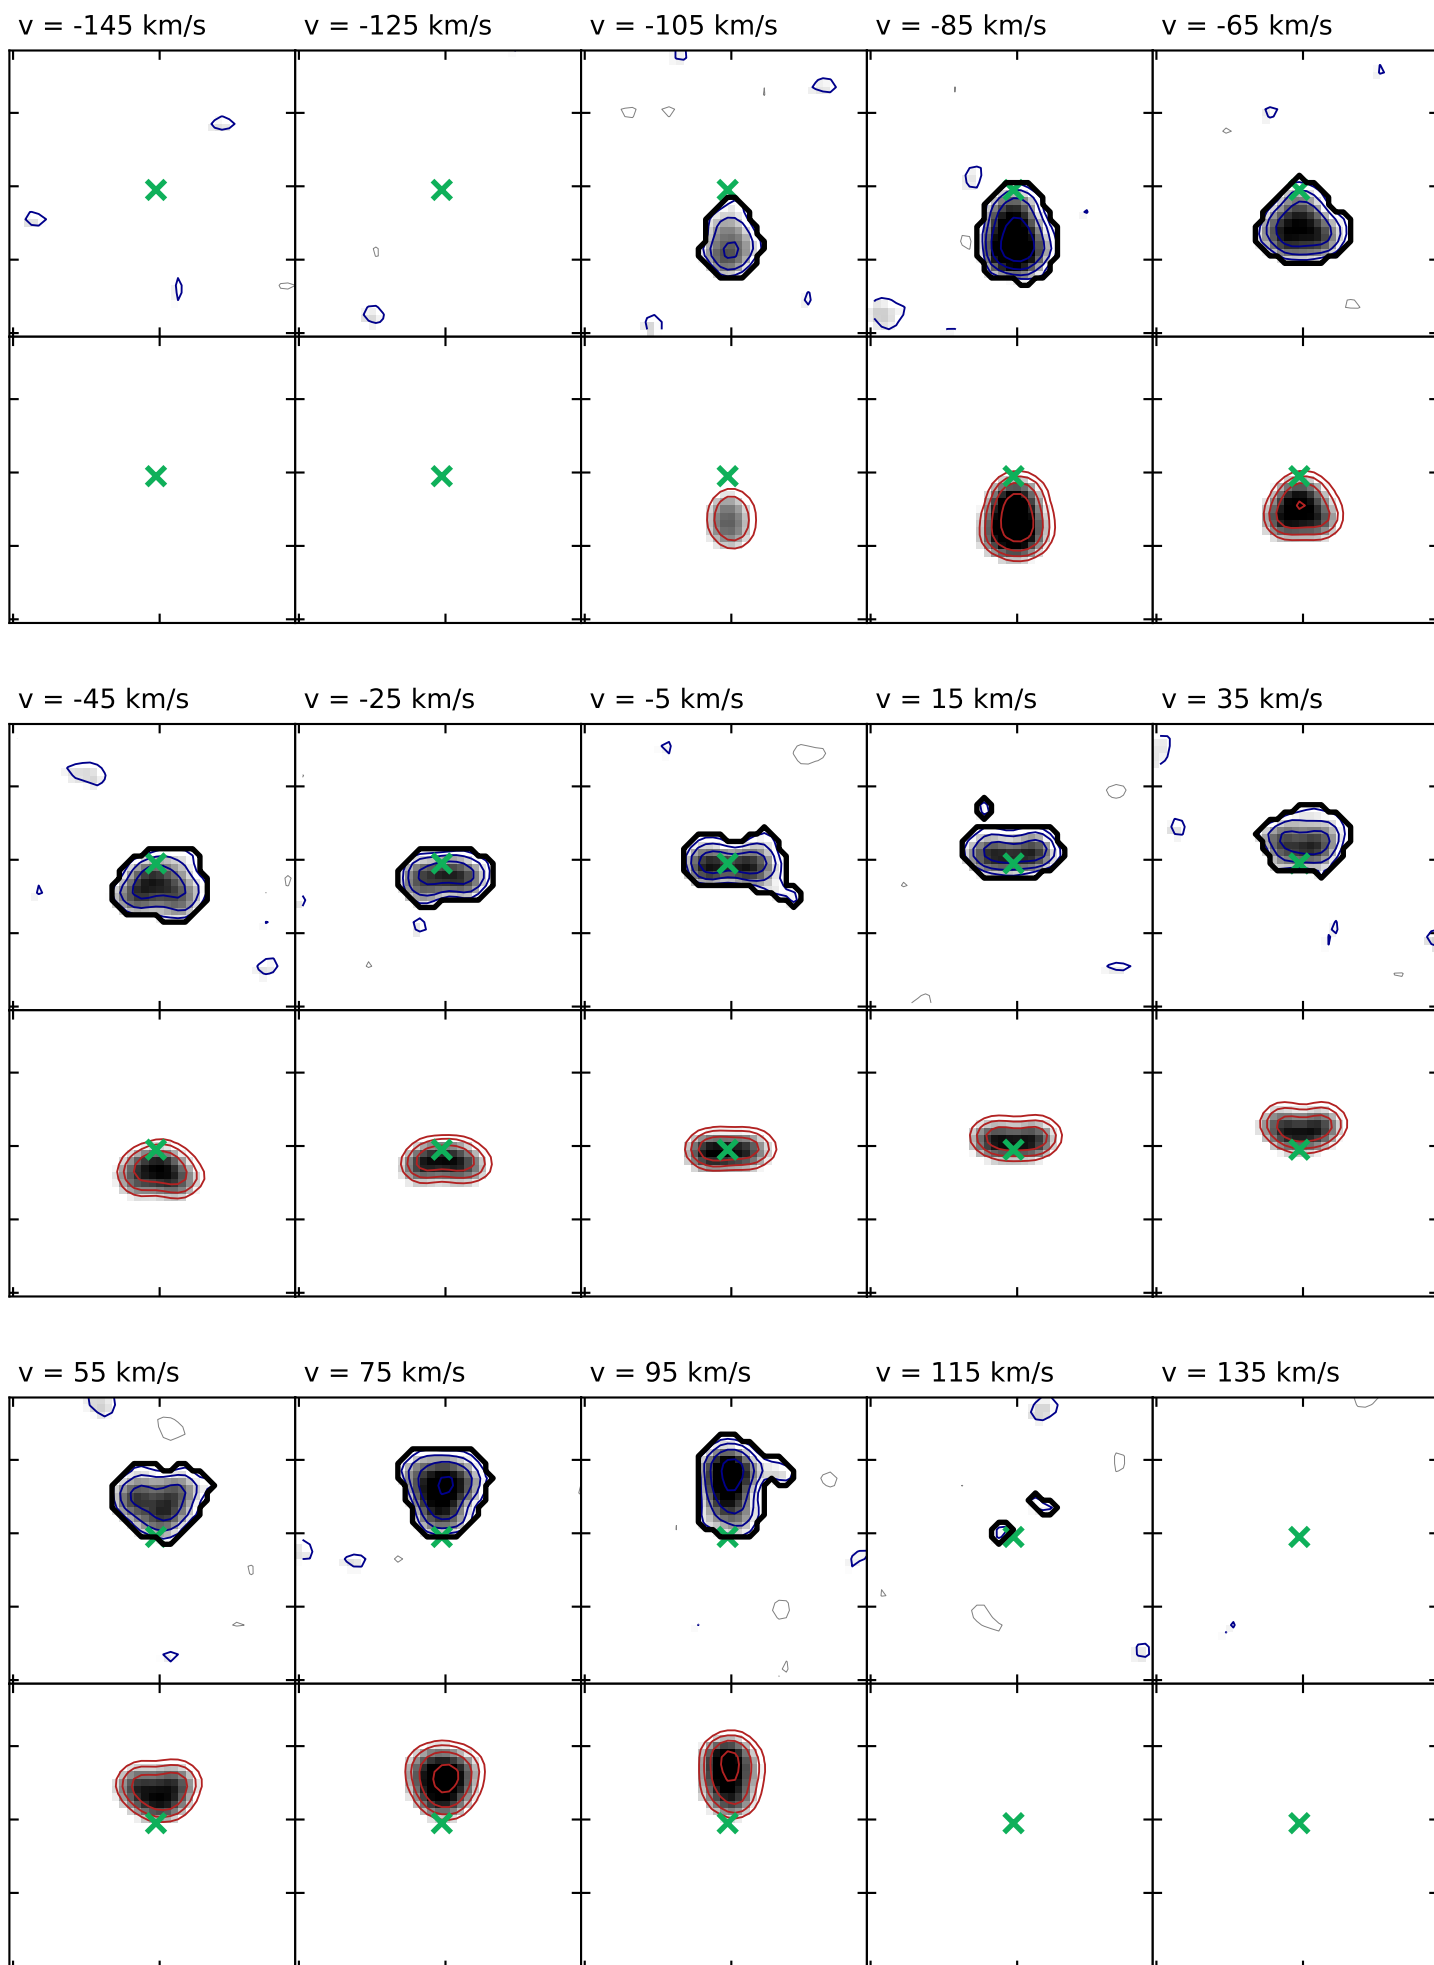 v = -145 km/s
v = -125 km/s
v = -105 km/s
v = -85 km/s
v = -65 km/s
v = -45 km/s
v = -25 km/s
v = -5 km/s
v = 15 km/s
v = 35 km/s
v = 55 km/s
v = 75 km/s
v = 95 km/s
v = 115 km/s
v = 135 km/s